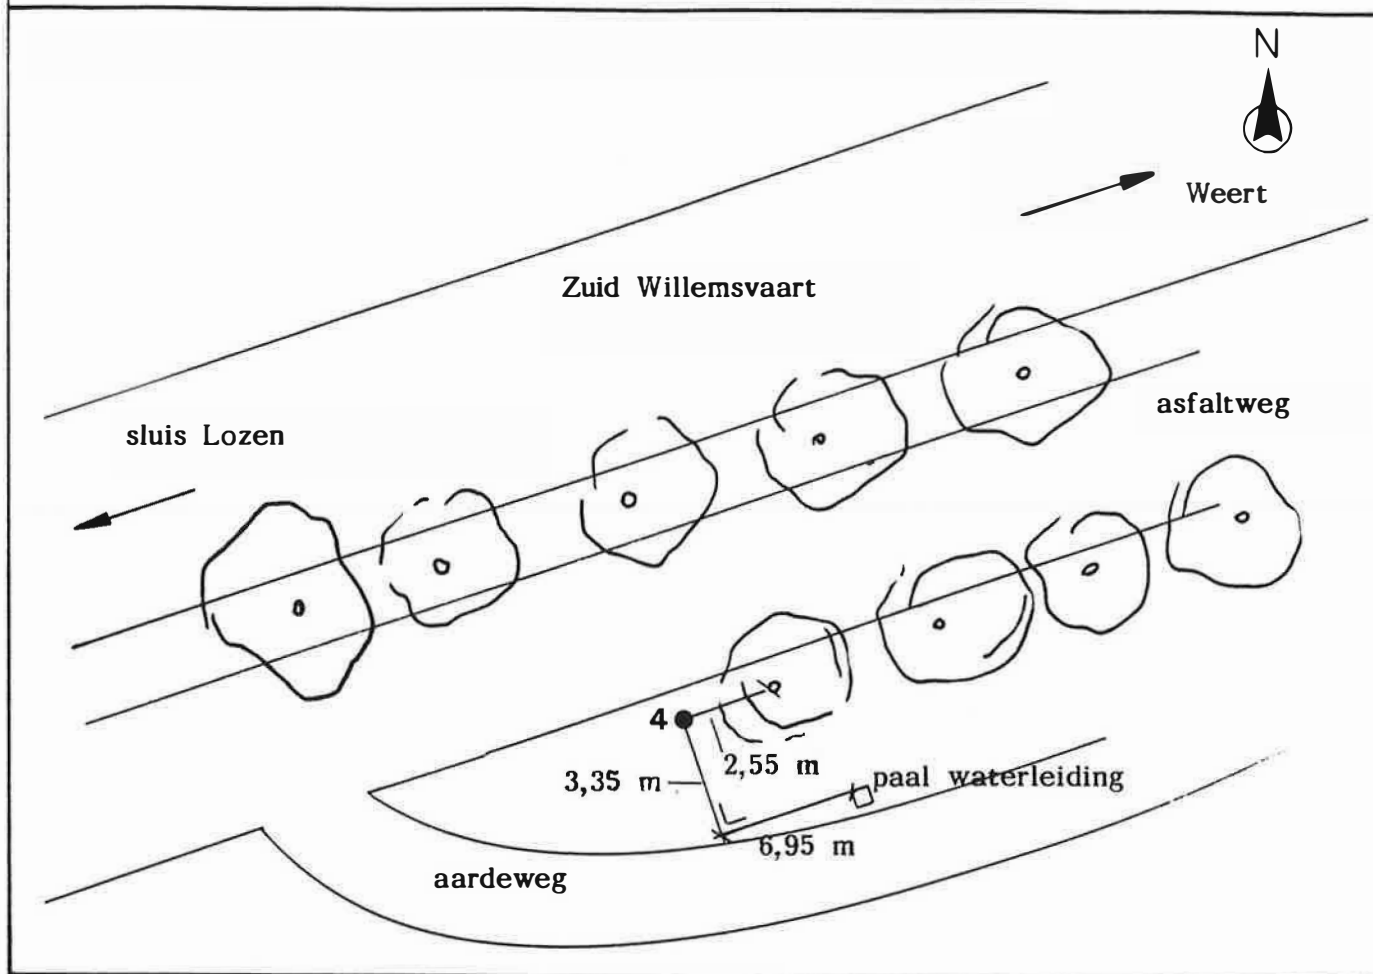 N
Weert
Zuid Willemsvaart
asfaltweg
sluis Lozen
4
2,55 m
3,35 m
paal waterleiding
6,95 m
aardeweg